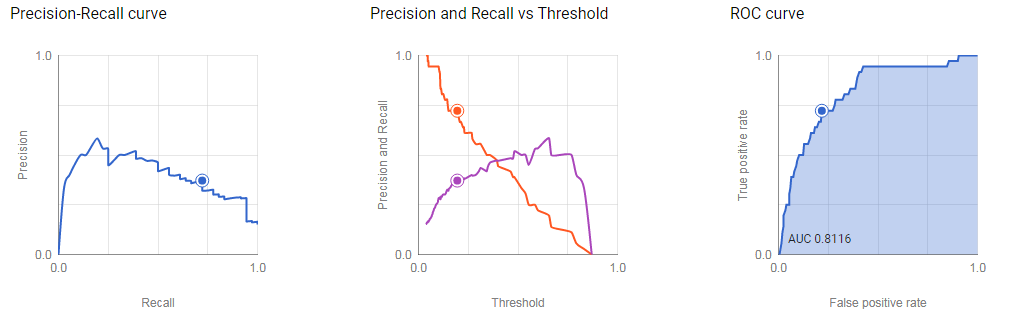 Precision-Recall curve
Precision and Recall vs Threshold
ROC curve
1.0
Precision
0.0
0.0
1.0
Recall
1.0
Precision and Recall
0.0
0.0
1.0
Threshold
1.0
True positive rate
AUC 0.8116
0.0
0.0
1.0
False positive rate